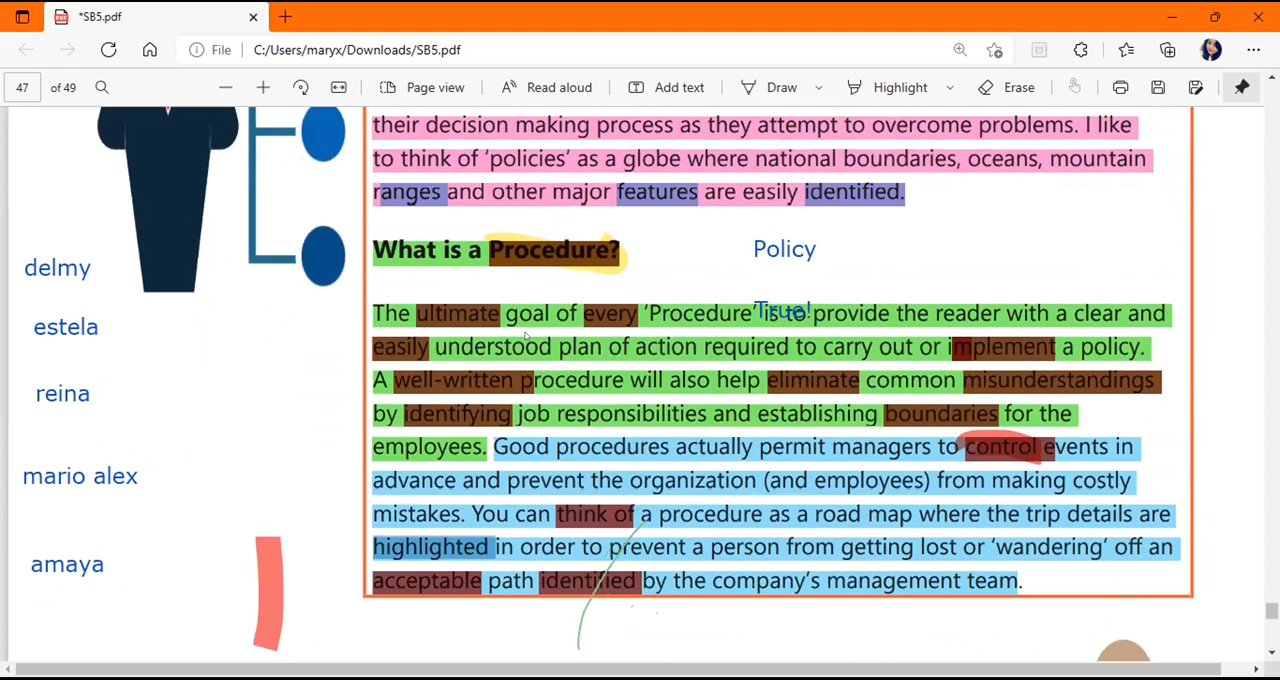 *SB5.pdf
File C:/Users/maryx/Downloads/SB5.pdf
47 of 49 Page view Read aloud Add text Draw Highlight Erase
their decision making process as they attempt to overcome problems. I like
to think of ‘policies’ as a globe where national boundaries, oceans, mountain
ranges and other major features are easily identified.
What is a Procedure?
Policy
The ultimate goal of every ‘Procedure’ is to provide the reader with a clear and
True!
easily understood plan of action required to carry out or implement a policy.
A well-written procedure will also help eliminate common misunderstandings
by identifying job responsibilities and establishing boundaries for the
employees. Good procedures actually permit managers to control events in
advance and prevent the organization (and employees) from making costly
mistakes. You can think of a procedure as a road map where the trip details are
highlighted in order to prevent a person from getting lost or ‘wandering’ off an
acceptable path identified by the company’s management team.
delmy
estela
reina
mario alex
amaya